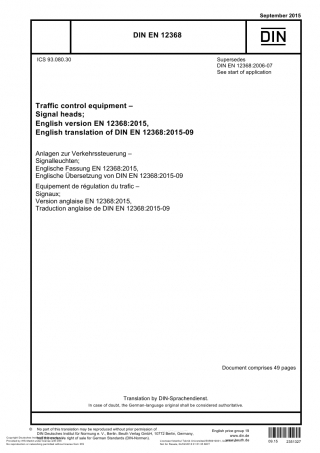 September 2015
DIN EN 12368
DIN
ICS 93.080.30
Supersedes
DIN EN 12368:2006-07
See start of application
Traffic control equipment –
Signal heads;
English version EN 12368:2015,
English translation of DIN EN 12368:2015-09
Anlagen zur Verkehrssteuerung –
Signalleuchten;
Englische Fassung EN 12368:2015,
Englische Übersetzung von DIN EN 12368:2015-09
Equipement de régulation du trafic –
Signaux;
Version anglaise EN 12368:2015,
Traduction anglaise de DIN EN 12368:2015-09
Document comprises 49 pages
Translation by DIN-Sprachendienst.
In case of doubt, the German-language original shall be considered authoritative.
© No part of this translation may be reproduced without prior permission of
DIN Deutsches Institut für Normung e. V., Berlin. Beuth Verlag GmbH, 10772 Berlin, Germany,
has the exclusive right of sale for German Standards (DIN-Normen).
English price group 19
www.din.de
www.beuth.de
09.15
2351327